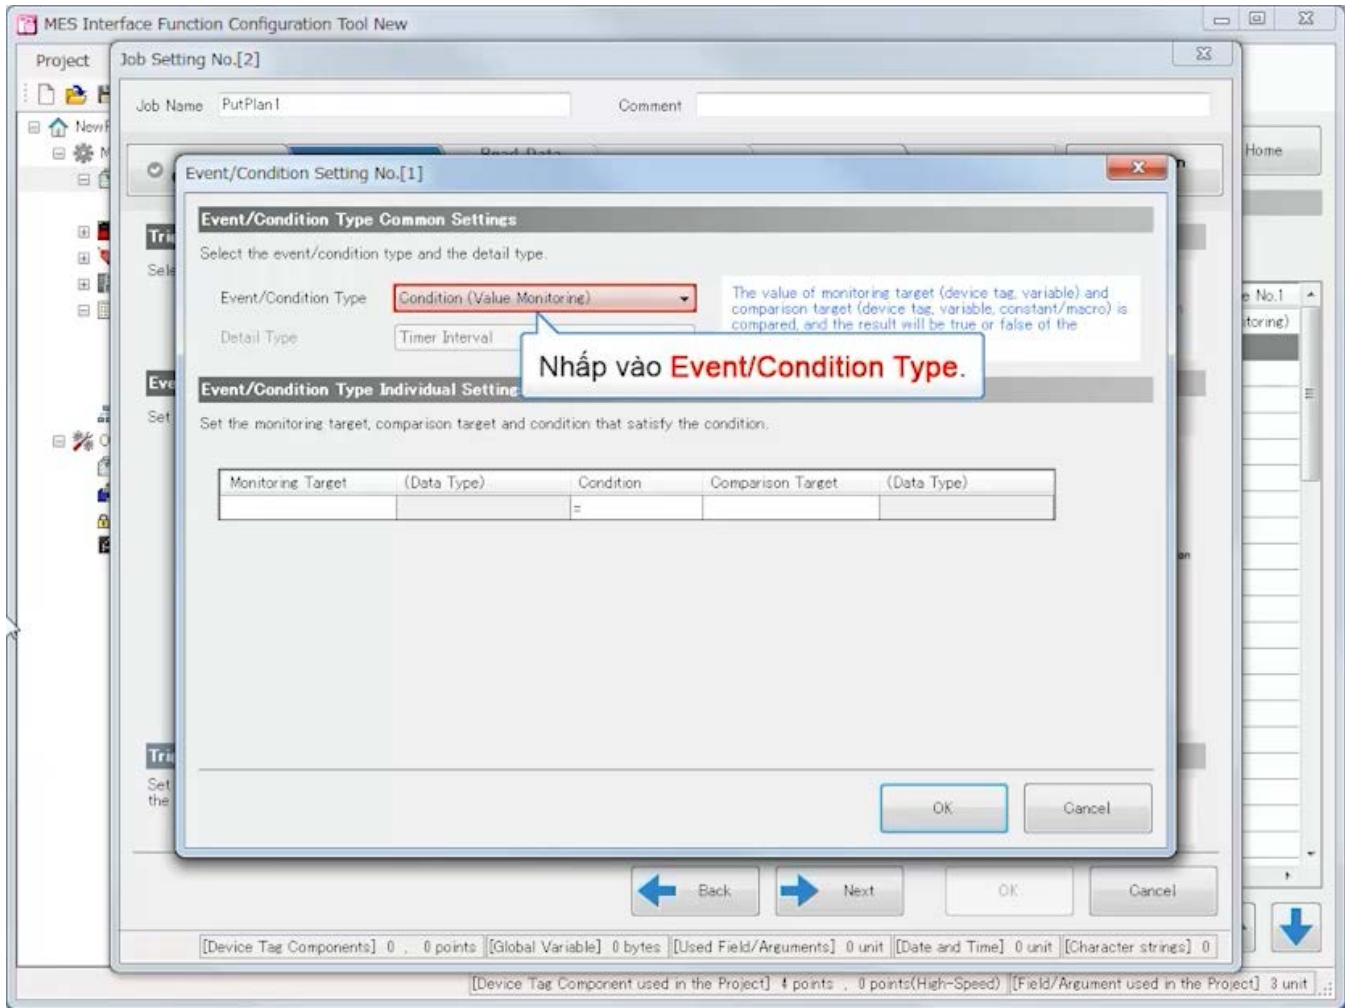 MES Interface Function Configuration Tool New
Project
Job Setting No.[2]
Job Name PutPlan1 Comment
Home
Event/Condition Setting No.[1]
Event/Condition Type Common Settings
Select the event/condition type and the detail type.
Event/Condition Type Condition (Value Monitoring)
The value of monitoring target (device tag, variable) and
comparison target (device tag, variable, constant/macro) is
compared, and the result will be true or false of the
Detail Type Timer Interval
Nhấp vào Event/Condition Type.
Event/Condition Type Individual Setting
Set the monitoring target, comparison target and condition that satisfy the condition.
Monitoring Target (Data Type) Condition Comparison Target (Data Type)
=
Set
the
OK Cancel
Back Next OK Cancel
[Device Tag Components] 0 , 0 points [Global Variable] 0 bytes [Used Field/Arguments] 0 unit [Date and Time] 0 unit [Character strings] 0
[Device Tag Component used in the Project] 4 points , 0 points(High-Speed) [Field/Argument used in the Project] 3 unit